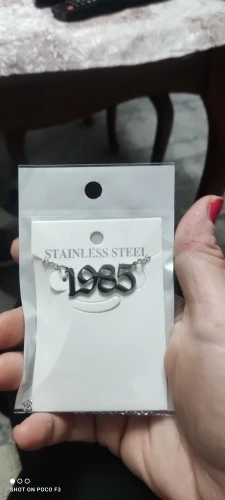 STAINLESS STEEL
1985
SHOT ON POCO F3